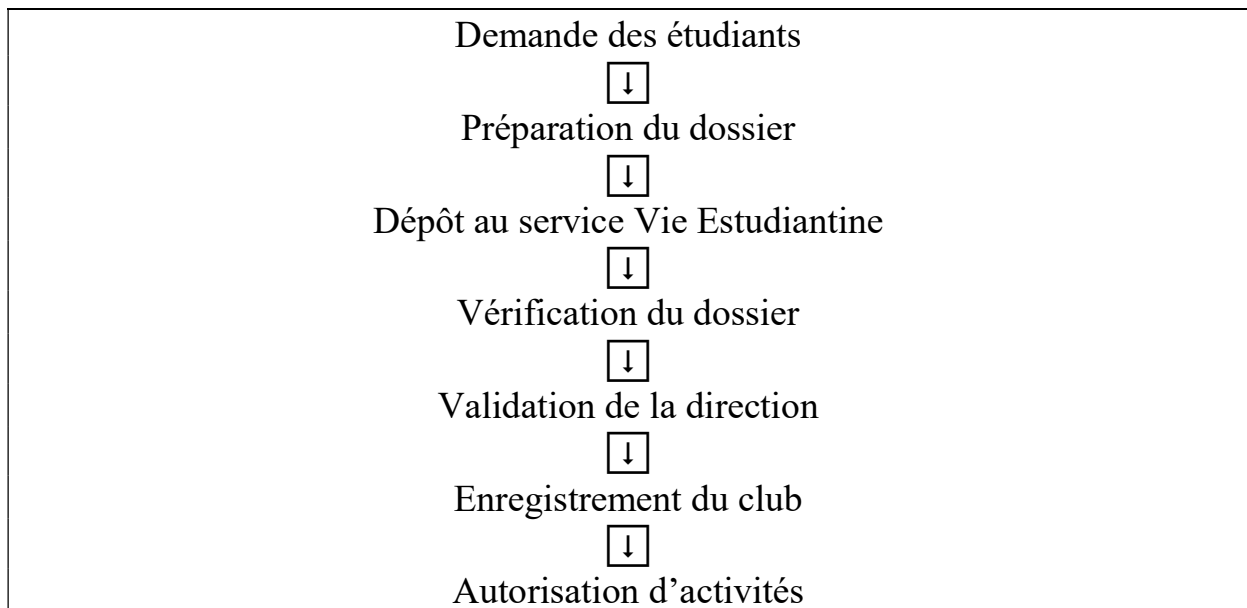 Demande des étudiants
↓
Préparation du dossier
↓
Dépôt au service Vie Estudiantine
↓
Vérification du dossier
↓
Validation de la direction
↓
Enregistrement du club
↓
Autorisation d’activités